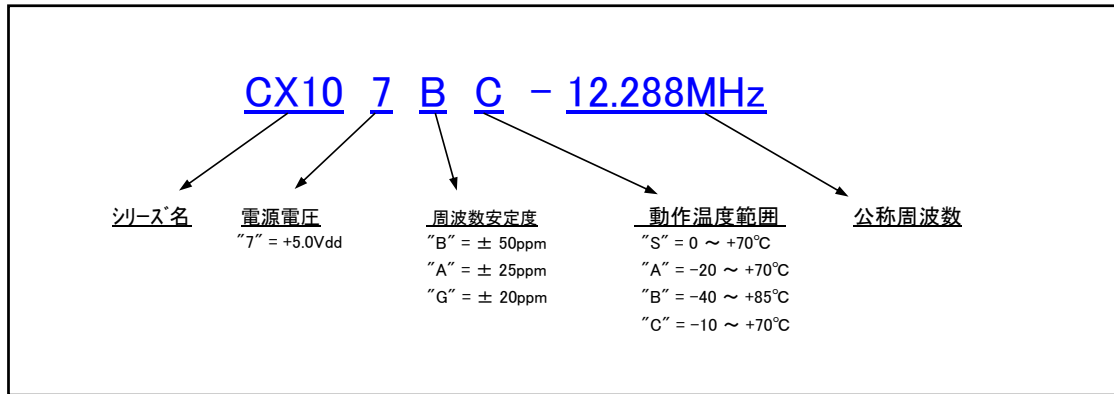 CX10 7 B C - 12.288MHz
シリーズ名 電源電圧 周波数安定度 動作温度範囲 公称周波数
"7" = +5.0Vdd "B" = ± 50ppm "S" = 0 ～ +70℃
"A" = ± 25ppm "A" = -20 ～ +70℃
"G" = ± 20ppm "B" = -40 ～ +85℃
"C" = -10 ～ +70℃